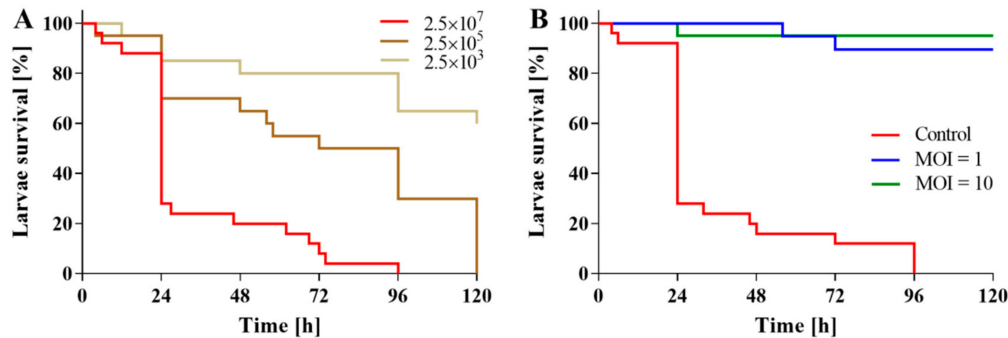 A
Larvae survival [%]
100
80
60
40
20
0
0 24 48 72 96 120
Time [h]
2.5×10⁷
2.5×10⁵
2.5×10³
B
Larvae survival [%]
100
80
60
40
20
0
0 24 48 72 96 120
Time [h]
Control
MOI = 1
MOI = 10